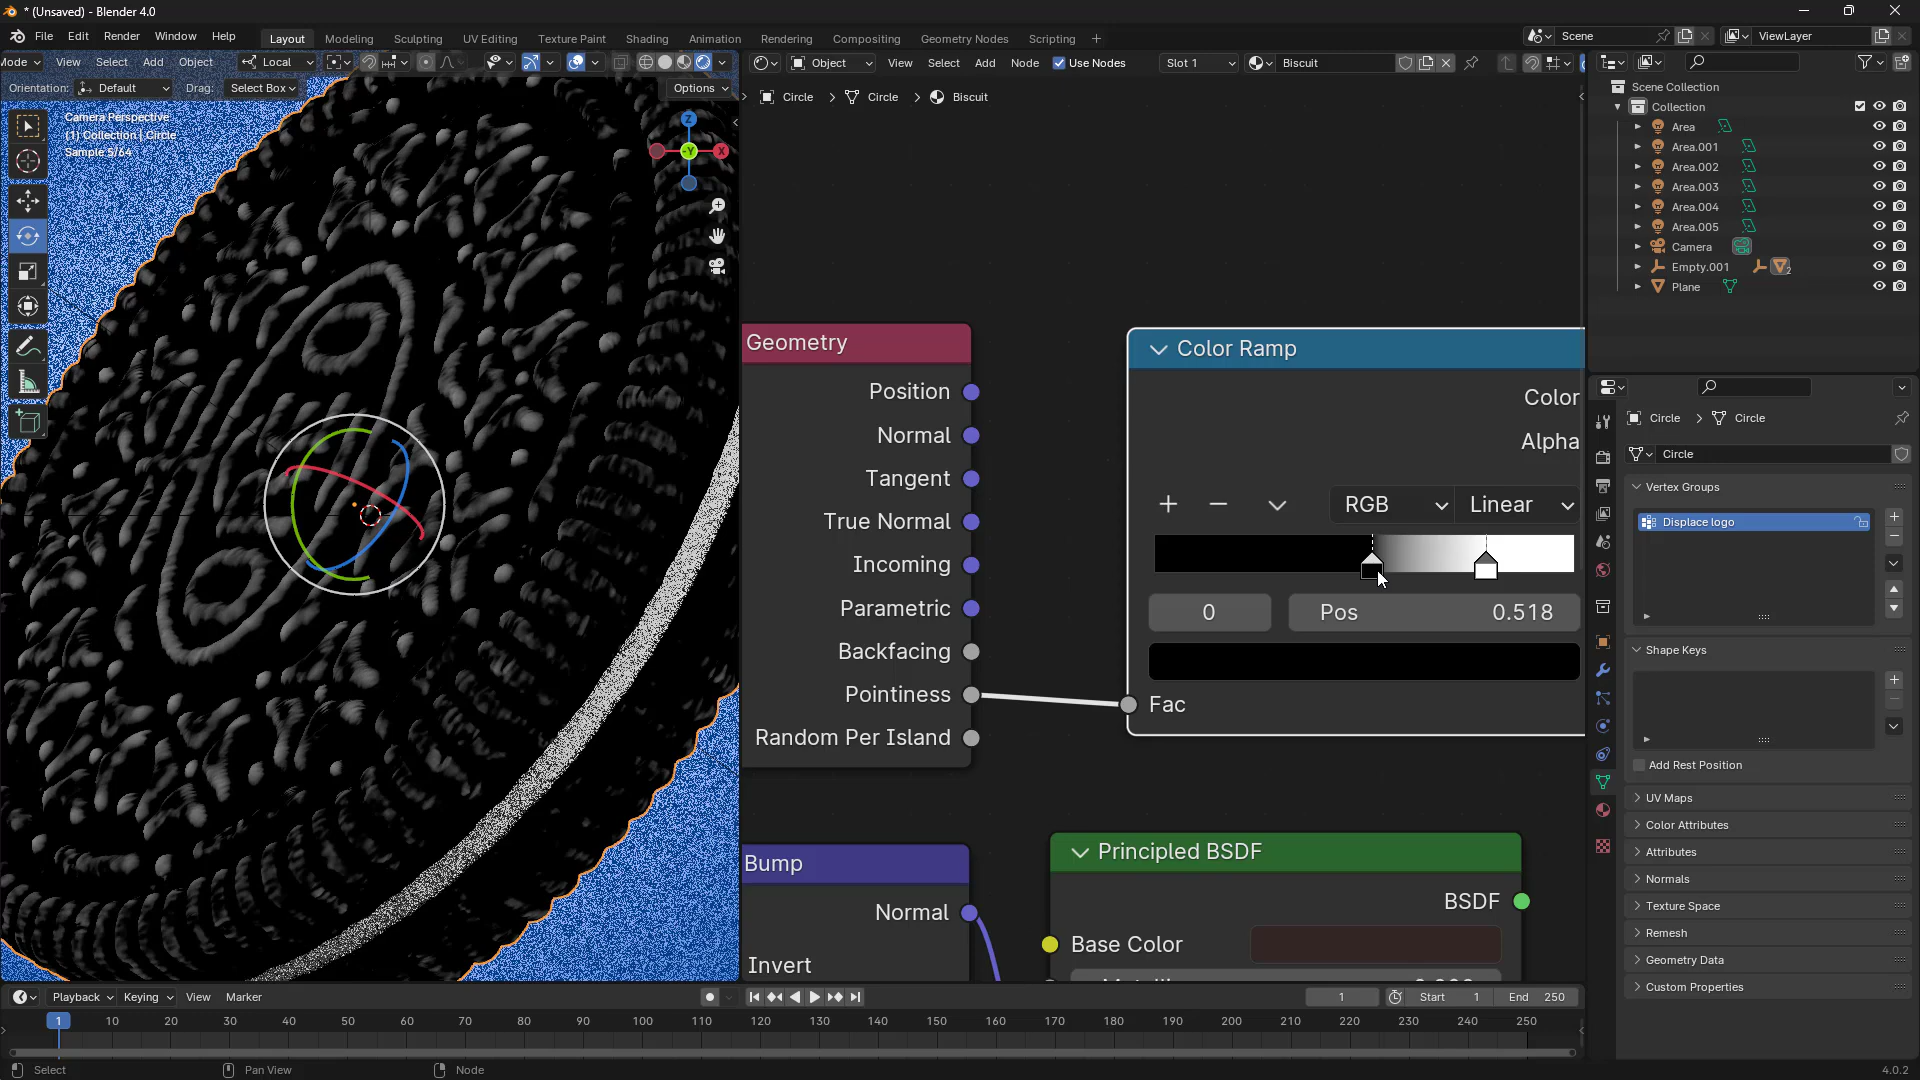 * (Unsaved) - Blender 4.0
File Edit Render Window Help
Layout Modeling Sculpting UV Editing Texture Paint Shading Animation Rendering Compositing Geometry Nodes Scripting +
Scene
ViewLayer
Mode View Select Add Object Local
Object View Select Add Node Use Nodes Slot 1 Biscuit
Orientation: Default Drag: Select Box Options
Circle > Circle > Biscuit
Camera Perspective
(1) Collection | Circle
Sample 5/64
Z
-Y
X
Geometry
Position
Normal
Tangent
True Normal
Incoming
Parametric
Backfacing
Pointiness
Random Per Island
Color Ramp
Color
Alpha
RGB Linear
0 Pos 0.518
Fac
Bump
Normal
Invert
Principled BSDF
BSDF
Base Color
Scene Collection
Collection
Area
Area.001
Area.002
Area.003
Area.004
Area.005
Camera
Empty.001 2
Plane
Circle > Circle
Circle
Vertex Groups
Displace logo
Shape Keys
Add Rest Position
UV Maps
Color Attributes
Attributes
Normals
Texture Space
Remesh
Geometry Data
Custom Properties
Playback Keying View Marker 1 Start 1 End 250
1 10 20 30 40 50 60 70 80 90 100 110 120 130 140 150 160 170 180 190 200 210 220 230 240 250
Select Pan View Node 4.0.2